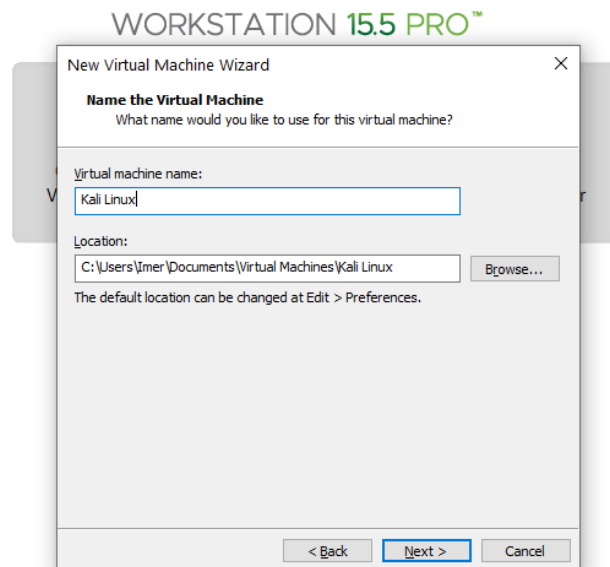 WORKSTATION 15.5 PRO™
New Virtual Machine Wizard
Name the Virtual Machine
What name would you like to use for this virtual machine?
Virtual machine name:
Kali Linux
Location:
C:\Users\Imer\Documents\Virtual Machines\Kali Linux
Browse...
The default location can be changed at Edit > Preferences.
< Back
Next >
Cancel